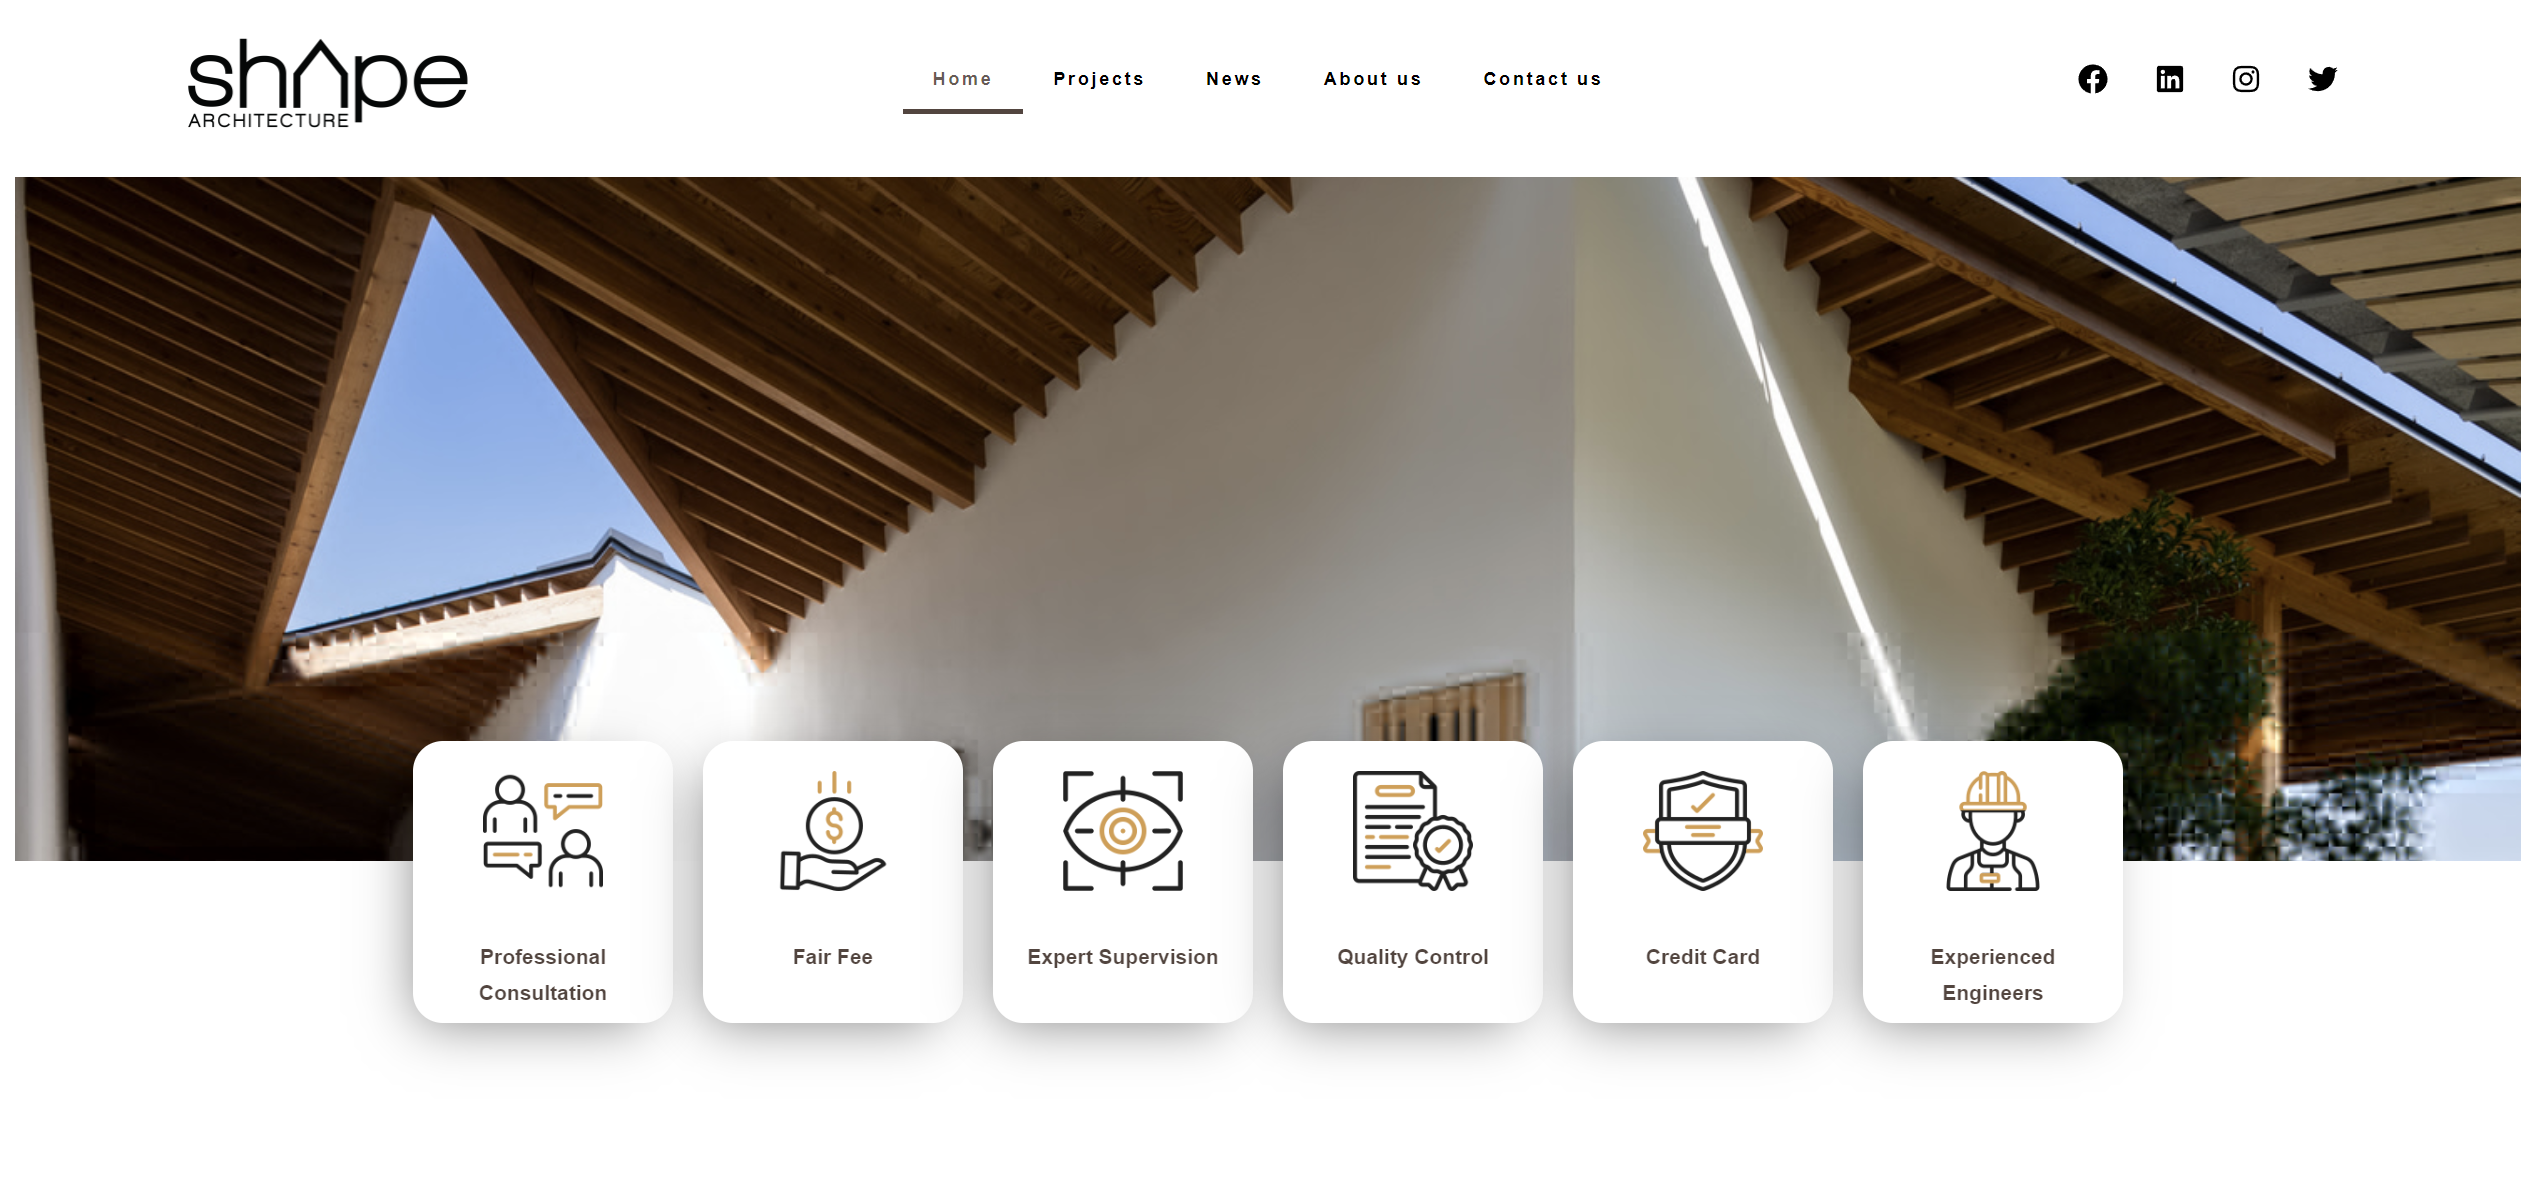 shape
ARCHITECTURE
Home
Projects
News
About us
Contact us
$
Professional
Consultation
Fair Fee
Expert Supervision
Quality Control
Credit Card
Experienced
Engineers